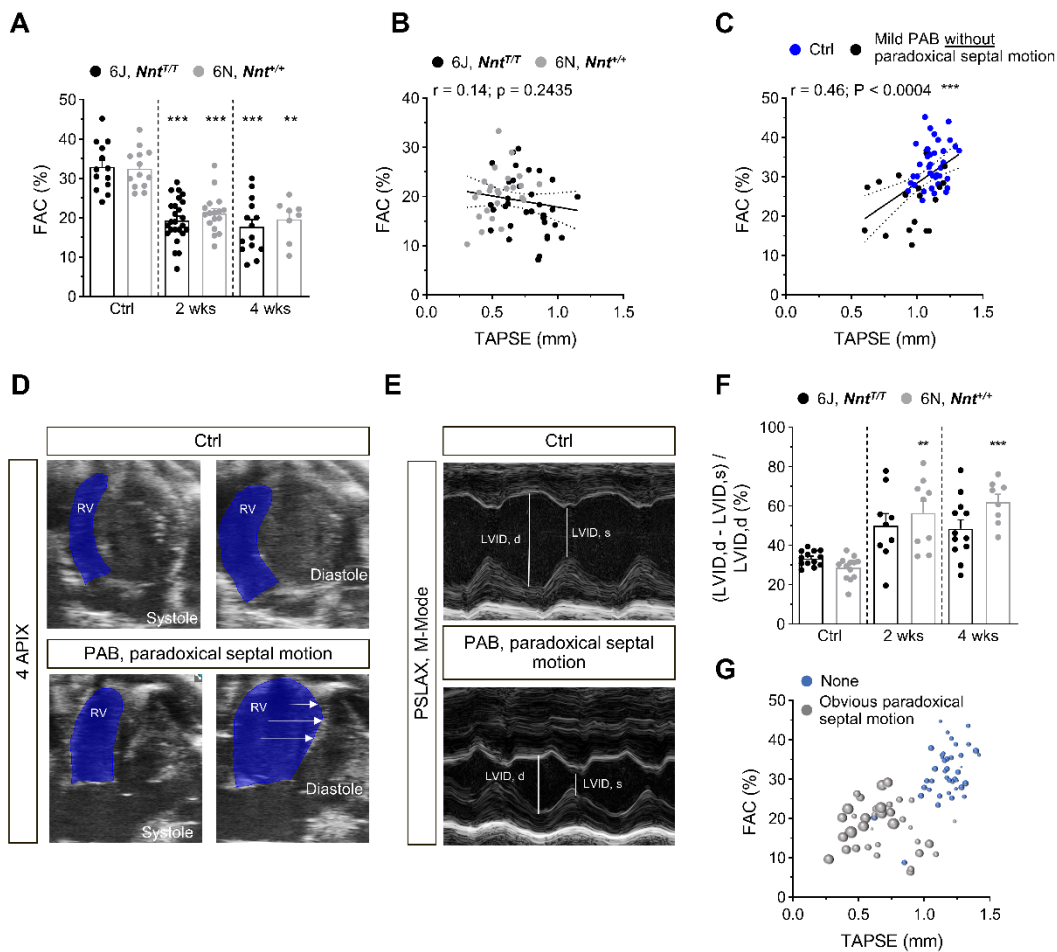 A
6J, Nnt^T/T 6N, Nnt^+/+
50
40
30
20
10
0
FAC (%)
*** *** *** **
Ctrl 2 wks 4 wks
B
6J, Nnt^T/T 6N, Nnt^+/+
r = 0.14; p = 0.2435
40
30
20
10
0
FAC (%)
0.0 0.5 1.0 1.5
TAPSE (mm)
C
Ctrl Mild PAB without
paradoxical septal motion
r = 0.46; P < 0.0004 ***
50
40
30
20
10
0
FAC (%)
0.0 0.5 1.0 1.5
TAPSE (mm)
D
4 APIX
Ctrl
RV
Systole
RV
Diastole
PAB, paradoxical septal motion
RV
Systole
RV
Diastole
E
PSLAX, M-Mode
Ctrl
LVID, d
LVID, s
PAB, paradoxical septal
motion
LVID, d
LVID, s
F
6J, Nnt^T/T 6N, Nnt^+/+
100
80
60
40
20
0
(LVID,d - LVID,s) /
LVID,d (%)
** ***
Ctrl 2 wks 4 wks
G
None
Obvious paradoxical
septal motion
50
40
30
20
10
0
FAC (%)
0.0 0.5 1.0 1.5
TAPSE (mm)